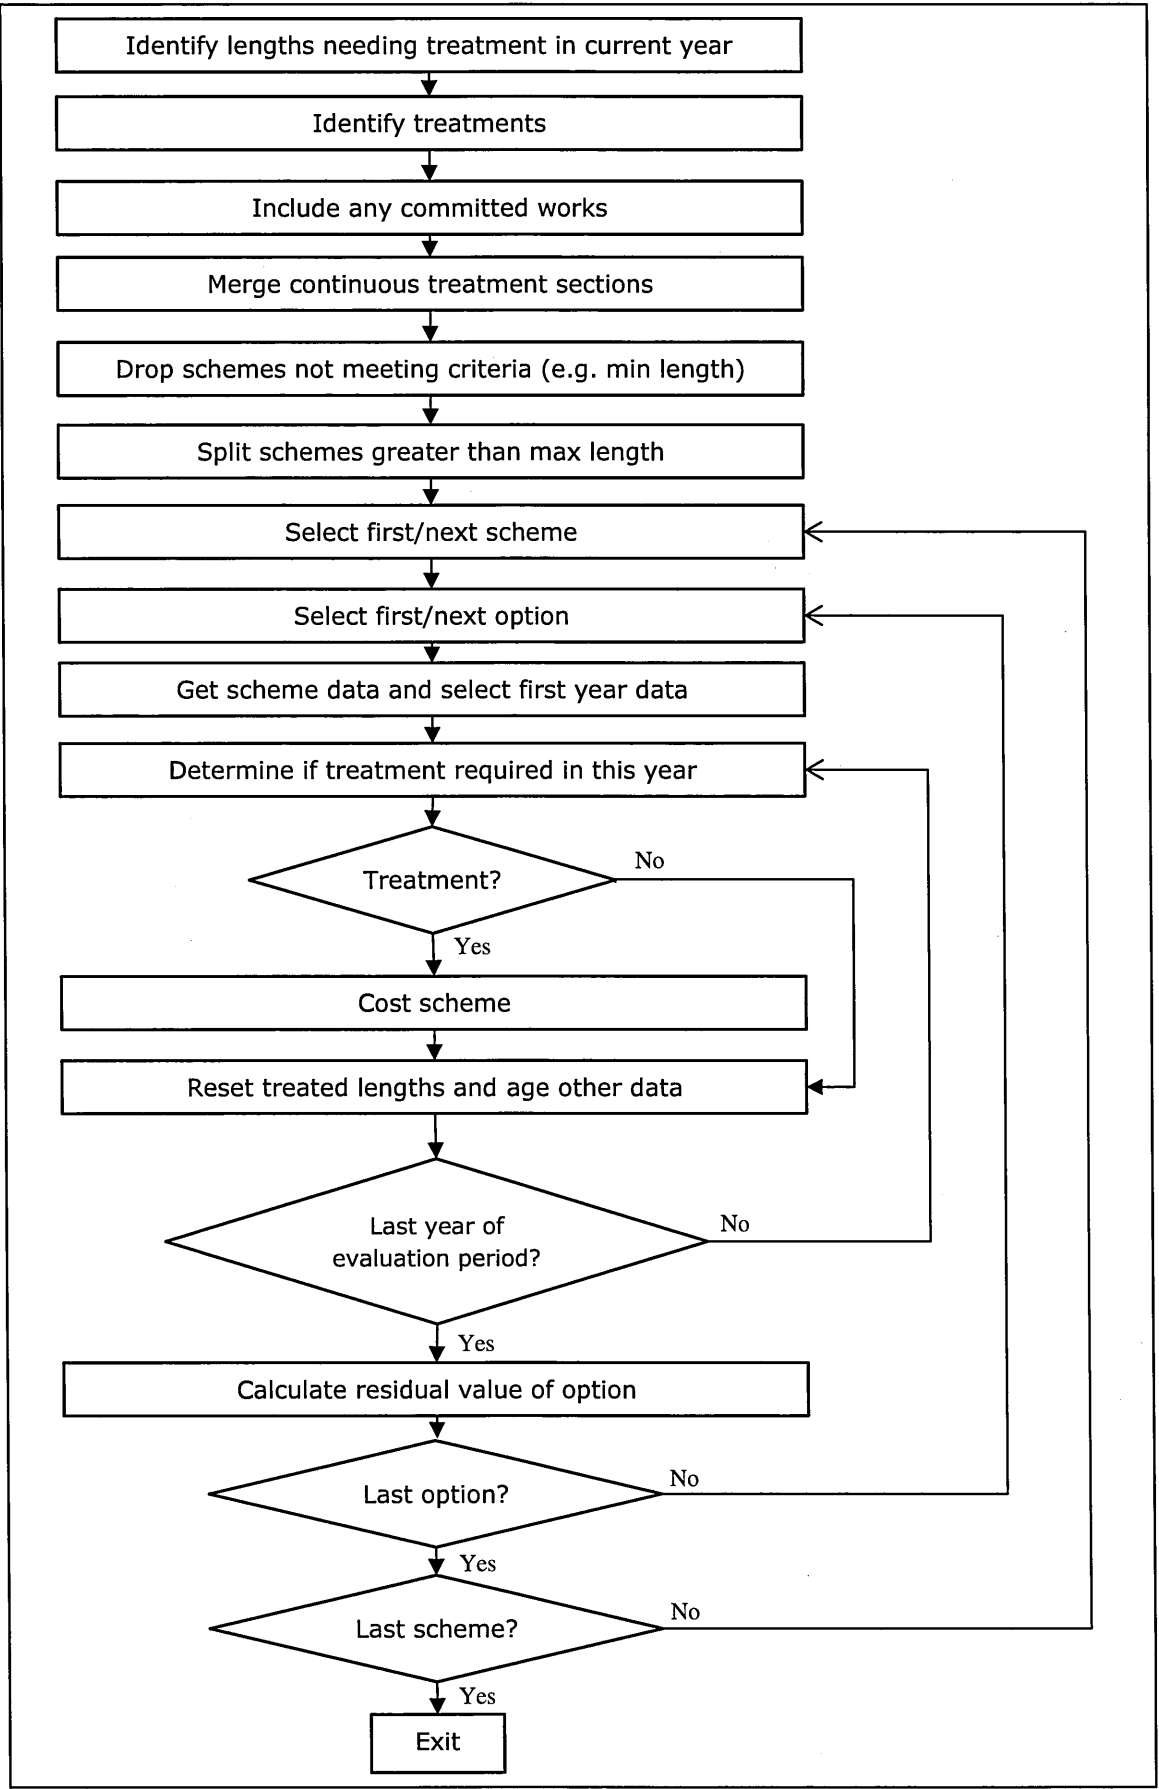 Identify lengths needing treatment in current year
Identify treatments
Include any committed works
Merge continuous treatment sections
Drop schemes not meeting criteria (e.g. min length)
Split schemes greater than max length
Select first/next scheme
Select first/next option
Get scheme data and select first year data
Determine if treatment required in this year
No
Treatment?
Yes
Cost scheme
Reset treated lengths and age other data
Last year of
No
evaluation period?
Yes
Calculate residual value of option
No
Last option?
Yes
No
Last scheme?
Yes
Exit